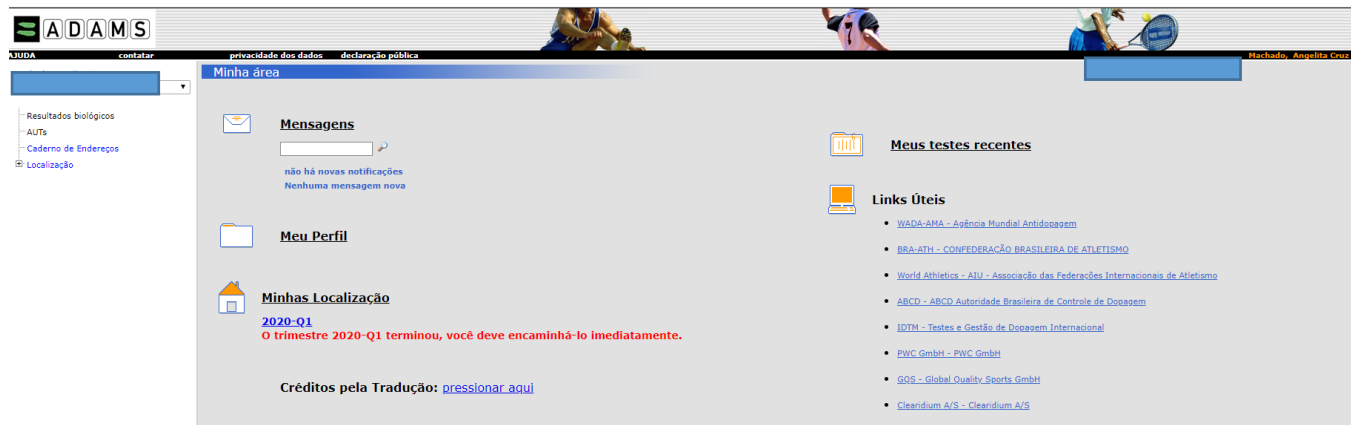 ADAMS
AJUDA contatar privacidade dos dados declaração pública Machado, Angelita Cruz
Minha área
Resultados biológicos
AUTs
Caderno de Endereços
Localização
Mensagens
não há novas notificações
Nenhuma mensagem nova
Meu Perfil
Minhas Localização
2020-Q1
O trimestre 2020-Q1 terminou, você deve encaminhá-lo imediatamente.
Créditos pela Tradução: pressionar aqui
Meus testes recentes
Links Úteis
WADA-AMA - Agência Mundial Antidopagem
BRA-ATH - CONFEDERAÇÃO BRASILEIRA DE ATLETISMO
World Athletics - AIU - Associação das Federações Internacionais de Atletismo
ABCD - ABCD Autoridade Brasileira de Controle de Dopagem
IDTM - Testes e Gestão de Dopagem Internacional
PWC GmbH - PWC GmbH
GQS - Global Quality Sports GmbH
Clearidium A/S - Clearidium A/S